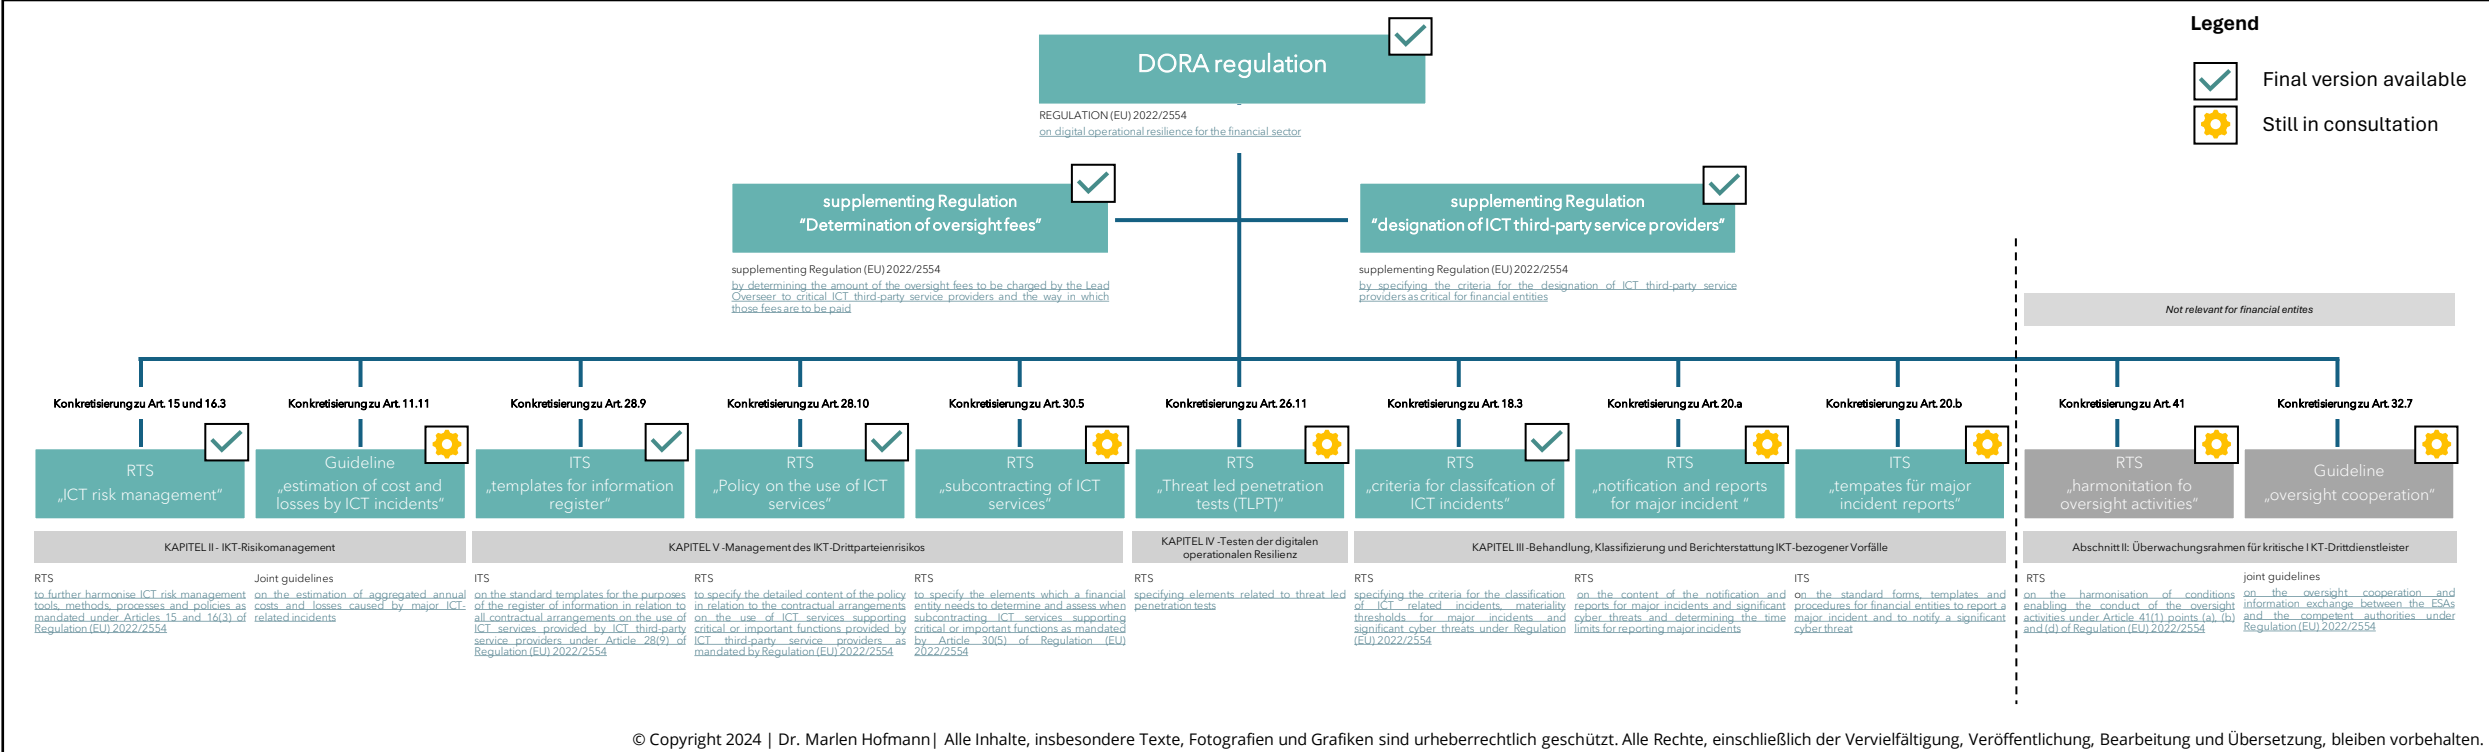 Legend
Final version available
Still in consultation
DORA regulation
REGULATION (EU) 2022/2554
on digital operational resilience for the financial sector
supplementing Regulation
"Determination of oversight fees"
supplementing Regulation (EU) 2022/2554
by determining the amount of the oversight fees to be charged by the Lead
Overseer to critical ICT third-party service providers and the way in which
those fees are to be paid
supplementing Regulation
"designation of ICT third-party service providers"
supplementing Regulation (EU) 2022/2554
by specifying the criteria for the designation of ICT third-party service
providers as critical for financial entities
Not relevant for financial entites
Konkretisierung zu Art. 15 und 16.3
RTS
„ICT risk management“
Konkretisierung zu Art. 11.11
Guideline
„estimation of cost and
losses by ICT incidents“
Konkretisierung zu Art. 28.9
ITS
„templates for information
register“
Konkretisierung zu Art. 28.10
RTS
„Policy on the use of ICT
services“
Konkretisierung zu Art. 30.5
RTS
„subcontracting of ICT
services“
Konkretisierung zu Art. 26.11
RTS
„Threat led penetration
tests (TLPT)“
Konkretisierung zu Art. 18.3
RTS
„criteria for classifcation of
ICT incidents“
Konkretisierung zu Art. 20.a
RTS
„notification and reports
for major incident “
Konkretisierung zu Art. 20.b
ITS
„tempates für major
incident reports“
Konkretisierung zu Art. 41
RTS
„harmonitation fo
oversight activities“
Konkretisierung zu Art. 32.7
Guideline
„oversight cooperation“
KAPITEL II - IKT-Risikomanagement
KAPITEL V -Management des IKT-Drittparteienrisikos
KAPITEL IV -Testen der digitalen
operationalen Resilienz
KAPITEL III -Behandlung, Klassifizierung und Berichterstattung IKT-bezogener Vorfälle
Abschnitt II: Überwachungsrahmen für kritische I KT-Drittdienstleister
RTS
to further harmonise ICT risk management
tools, methods, processes and policies as
mandated under Articles 15 and 16(3) of
Regulation (EU) 2022/2554
Joint guidelines
on the estimation of aggregated annual
costs and losses caused by major ICT-
related incidents
ITS
on the standard templates for the purposes
of the register of information in relation to
all contractual arrangements on the use of
ICT services provided by ICT third-party
service providers under Article 28(9) of
Regulation (EU) 2022/2554
RTS
to specify the detailed content of the policy
in relation to the contractual arrangements
on the use of ICT services supporting
critical or important functions provided by
ICT third-party service providers as
mandated by Regulation (EU) 2022/2554
RTS
to specify the elements which a financial
entity needs to determine and assess when
subcontracting ICT services supporting
critical or important functions as mandated
by Article 30(5) of Regulation (EU)
2022/2554
RTS
specifying elements related to threat led
penetration tests
RTS
specifying the criteria for the classification
of ICT related incidents, materiality
thresholds for major incidents and
significant cyber threats under Regulation
(EU) 2022/2554
RTS
on the content of the notification and
reports for major incidents and significant
cyber threats and determining the time
limits for reporting major incidents
ITS
on the standard forms, templates and
procedures for financial entities to report a
major incident and to notify a significant
cyber threat
RTS
on the harmonisation of conditions
enabling the conduct of the oversight
activities under Article 41(1) points (a), (b)
and (d) of Regulation (EU) 2022/2554
joint guidelines
on the oversight cooperation and
information exchange between the ESAs
and the competent authorities under
Regulation (EU) 2022/2554
© Copyright 2024 | Dr. Marlen Hofmann| Alle Inhalte, insbesondere Texte, Fotografien und Grafiken sind urheberrechtlich geschützt. Alle Rechte, einschließlich der Vervielfältigung, Veröffentlichung, Bearbeitung und Übersetzung, bleiben vorbehalten.